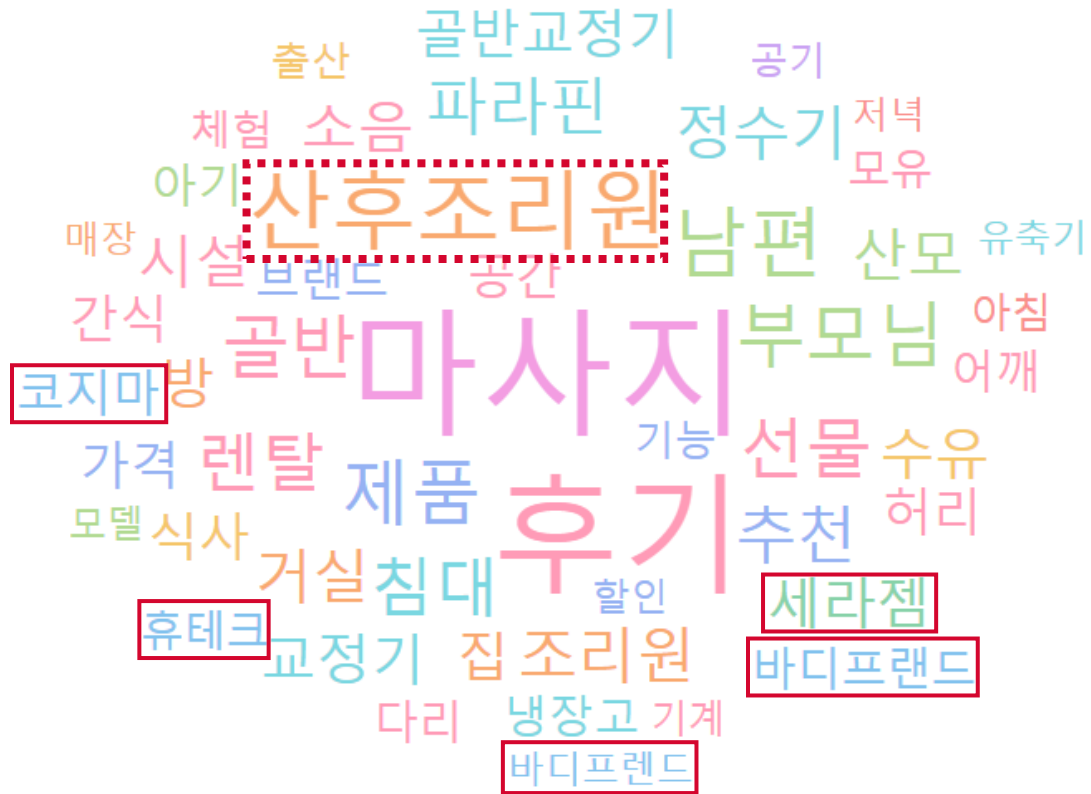 골반교정기
출산
공기
파라핀
체험
소음
정수기
저녁
모유
아기
산후조리원
남편
산모
유축기
매장
시설
브랜드
공간
간식
골반
마사지
부모님
아침
어깨
코지마
방
가격
렌탈
제품
기능
선물
수유
허리
모델
식사
후기
추천
거실
침대
할인
세라젬
휴테크
교정기
집
조리원
바디프랜드
다리
냉장고
기계
바디프렌드